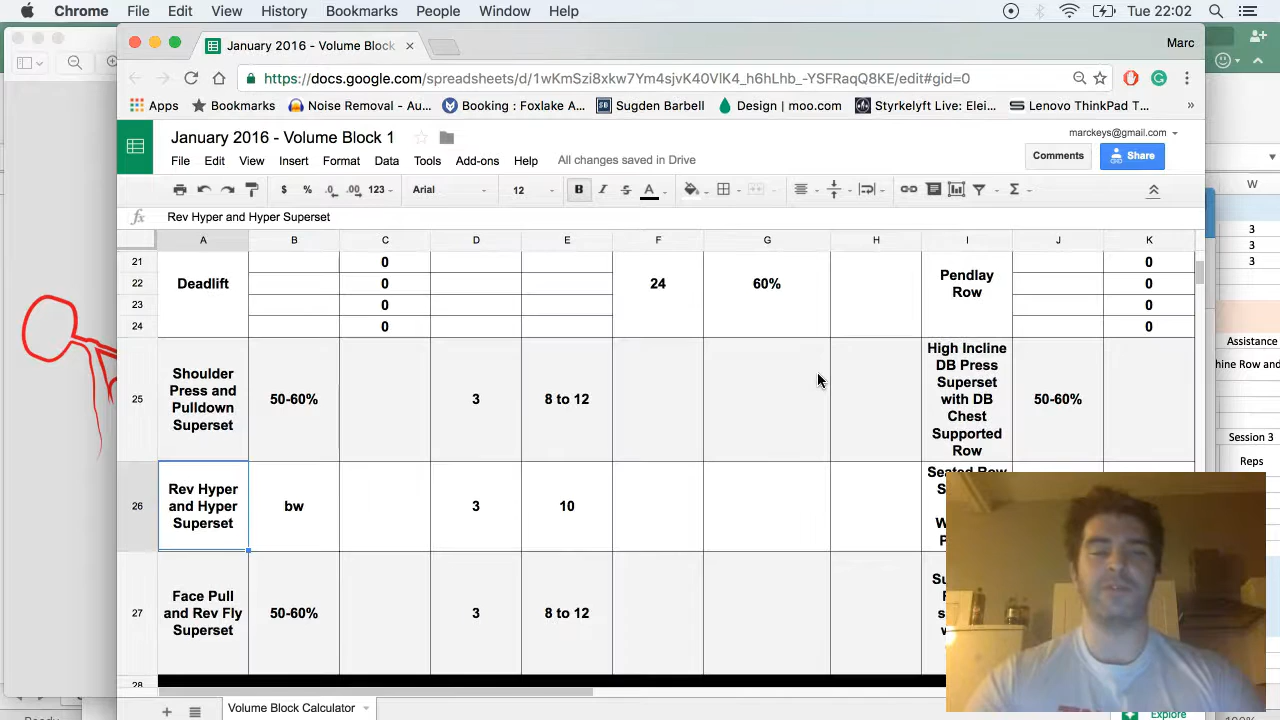 Chrome File Edit View History Bookmarks People Window Help Tue 22:02
January 2016 - Volume Block Marc
https://docs.google.com/spreadsheets/d/1wKmSzi8xkw7Ym4sjvK40VlK4_h6hLhb_-YSFRaqQ8KE/edit#gid=0
Apps Bookmarks Noise Removal - Au... Booking : Foxlake A... Sugden Barbell Design | moo.com Styrkelyft: Class: Elei... Lenovo ThinkPad T... »
January 2016 - Volume Block 1 marckeys@gmail.com
File Edit View Insert Format Data Tools Add-ons Help All changes saved in Drive Comments Share
$ % .0 .00 123 Arial 12 B I S A Σ
fx Rev Hyper and Hyper Superset
A B C D E F G H I J K W
21 0 0 3
22 Deadlift 0 24 60% Pendlay Row 0 3
23 0 0 3
24 0 0
25 Shoulder Press and Pulldown Superset 50-60% 3 8 to 12 High Incline DB Press Superset with DB Chest Supported Row 50-60%
Assistance
hine Row and
Session 3
Reps
26 Rev Hyper and Hyper Superset bw 3 10 Seated Row
27 Face Pull and Rev Fly Superset 50-60% 3 8 to 12
28
Volume Block Calculator Explore
Ready 100%